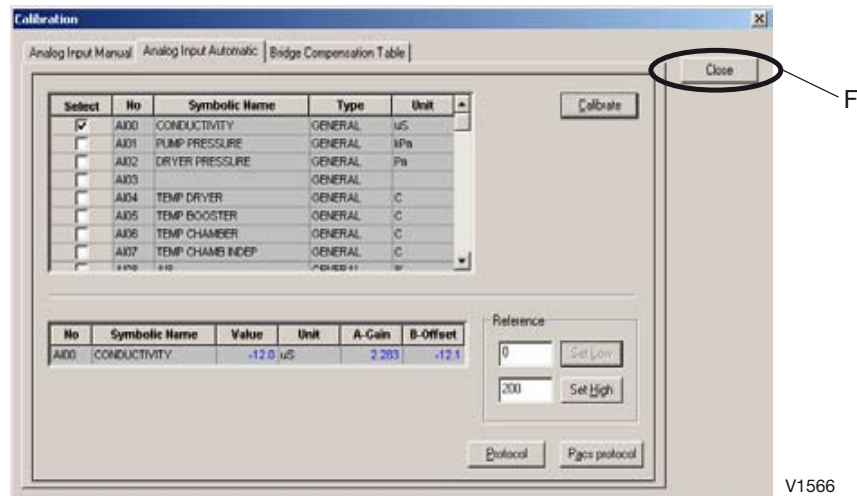 Calibration
Analog Input Manual Analog Input Automatic Bridge Compensation Table
Close
F
Select No Symbolic Name Type Unit
Calibrate
AI00 CONDUCTIVITY GENERAL uS
AI01 PUMP PRESSURE GENERAL kPa
AI02 DRYER PRESSURE GENERAL Pa
AI03 GENERAL
AI04 TEMP DRYER GENERAL C
AI05 TEMP BOOSTER GENERAL C
AI06 TEMP CHAMBER GENERAL C
AI07 TEMP CHAMB INDEP GENERAL C
Reference
No Symbolic Name Value Unit A-Gain B-Offset
AI00 CONDUCTIVITY -12.0 uS 2.283 -12.1
0 Set Low
200 Set High
Protocol Pacs protocol
V1566